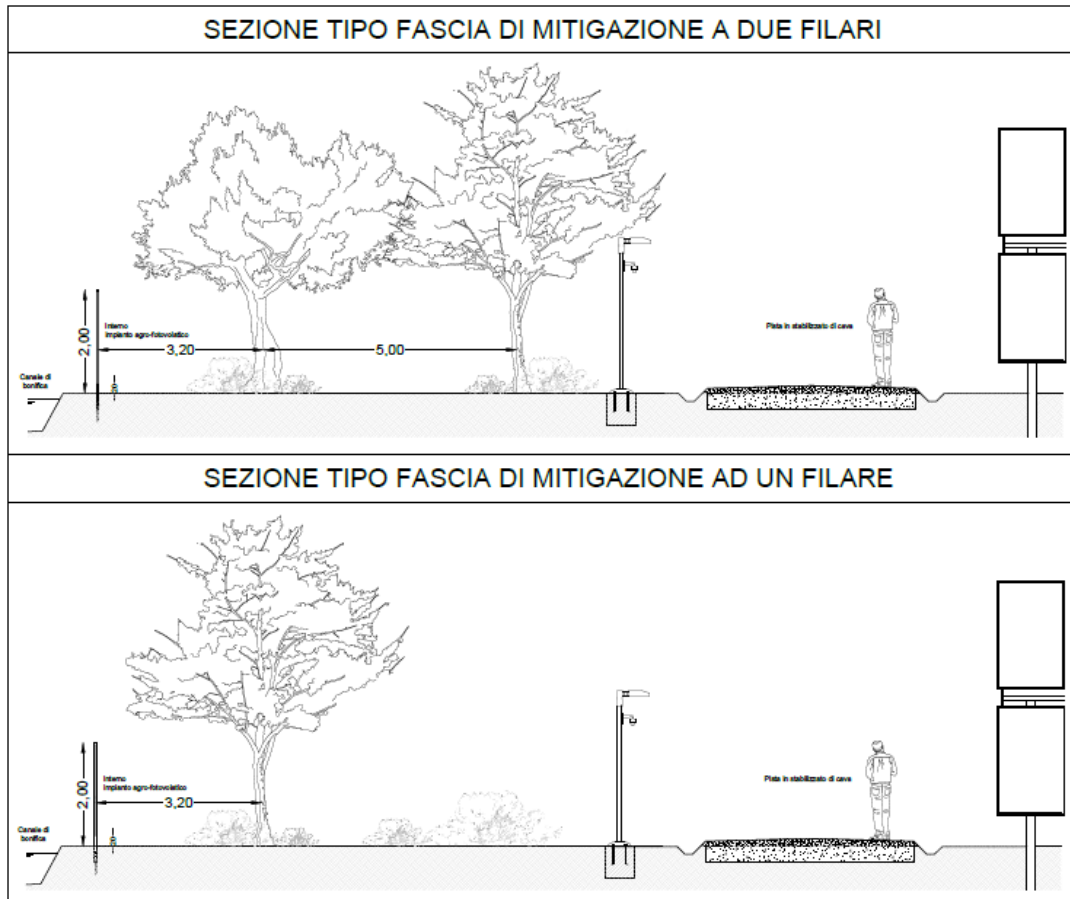 SEZIONE TIPO FASCIA DI MITIGAZIONE A DUE FILARI
2,00
Interno
Impianto agro-fotovoltaico
3,20
5,00
Pista in stabilizzato di cava
Canale di
bonifica
20
SEZIONE TIPO FASCIA DI MITIGAZIONE AD UN FILARE
2,00
Interno
Impianto agro-fotovoltaico
3,20
Pista in stabilizzato di cava
Canale di
bonifica
20